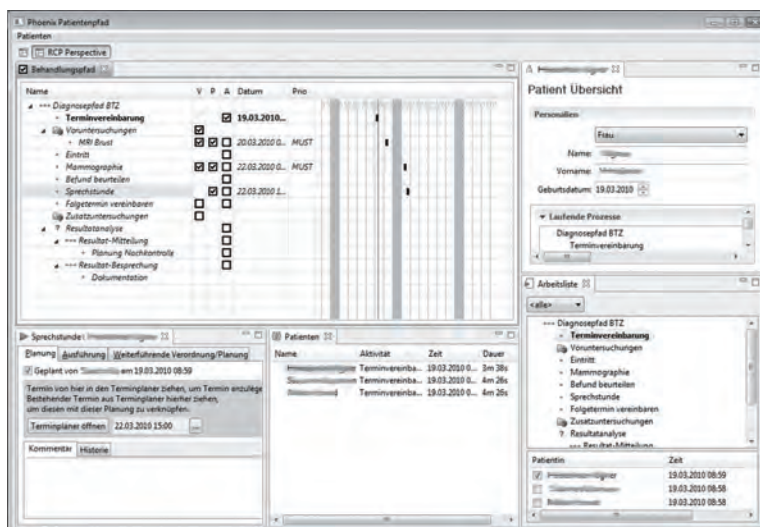 Phoenix Patientenpfad
Patienten
RCP Perspective
Behandlungspfad
Name V P A Datum Prio
Diagnosepfad BTZ
Terminvereinbarung 19.03.2010...
Voruntersuchungen
MRI Brust 20.03.2010 0... MUST
Eintritt
Mammographie 22.03.2010 0... MUST
Befund beurteilen
Sprechstunde 22.03.2010 1...
Folgetermin vereinbaren
Zusatzuntersuchungen
? Resultatanalyse
Resultat-Mitteilung
Planung Nachkontrolle
Resultat-Besprechung
Dokumentation
Patient Übersicht
Personalien
Frau
Name:
Vorname:
Geburtsdatum: 19.03.2010
Laufende Prozesse
Diagnosepfad BTZ
Terminvereinbarung
Arbeitsliste
<alle>
Diagnosepfad BTZ
Terminvereinbarung
Voruntersuchungen
Eintritt
Mammographie
Befund beurteilen
Sprechstunde
Folgetermin vereinbaren
Zusatzuntersuchungen
? Resultatanalyse
Resultat-Mitteilung
Patientin Zeit
19.03.2010 08:59
19.03.2010 08:58
19.03.2010 08:58
Sprechstunde:
Planung Ausführung Weiterführende Verordnung/Planung
Geplant von am 19.03.2010 08:59
Termin von hier in den Terminplaner ziehen, um Termin anzulege
Bestehender Termin aus Terminplaner hierher ziehen,
um diesen mit dieser Planung zu verknüpfen.
Terminplaner öffnen 22.03.2010 15:00 ...
Kommentar Historie
Patienten
Name Aktivität Zeit Dauer
Terminvereinba... 19.03.2010 0... 3m 38s
Terminvereinba... 19.03.2010 0... 4m 26s
Terminvereinba... 19.03.2010 0... 4m 26s